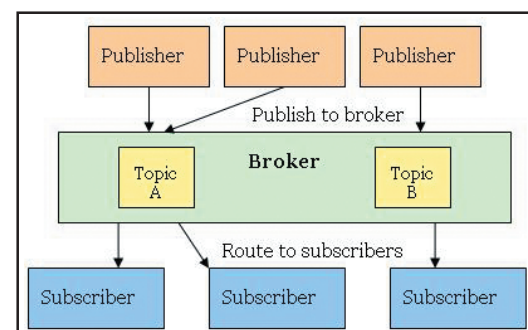 Publisher
Publisher
Publisher
Publish to broker
Broker
Topic
A
Topic
B
Route to subscribers
Subscriber
Subscriber
Subscriber